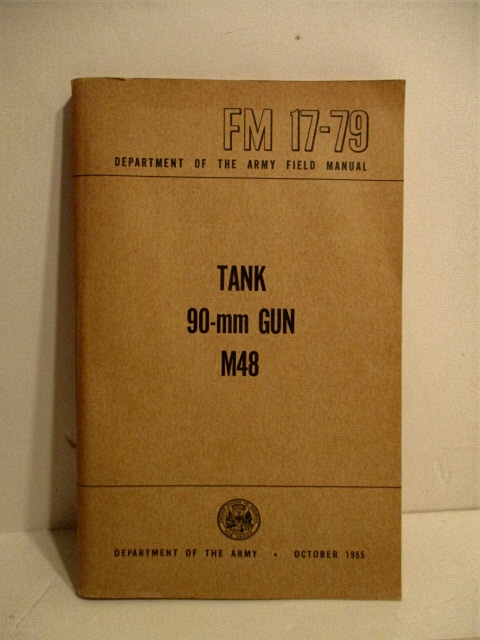 FM 17-79
DEPARTMENT OF THE ARMY FIELD MANUAL
TANK
90-mm GUN
M48
DEPARTMENT OF THE ARMY • OCTOBER 1955